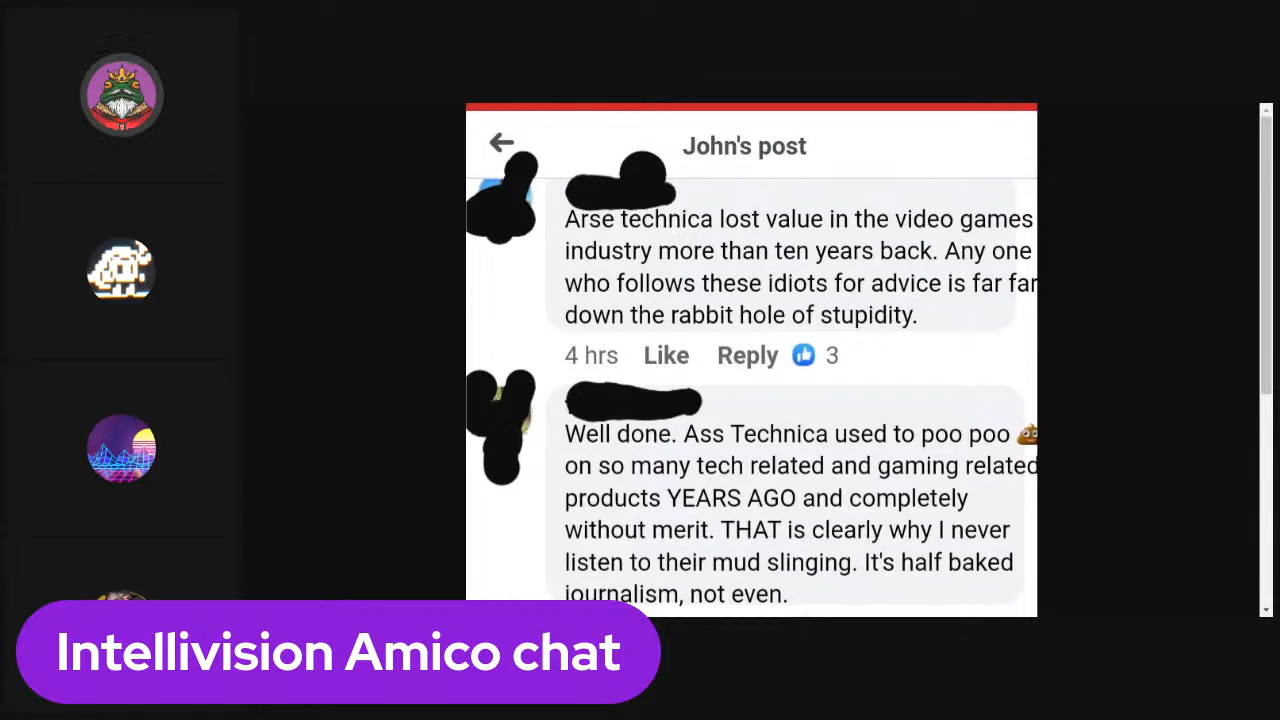 John's post
Arse technica lost value in the video games
industry more than ten years back. Any one
who follows these idiots for advice is far far
down the rabbit hole of stupidity.
4 hrs Like Reply 3
Well done. Ass Technica used to poo poo 💩
on so many tech related and gaming related
products YEARS AGO and completely
without merit. THAT is clearly why I never
listen to their mud slinging. It's half baked
journalism, not even.
Intellivision Amico chat